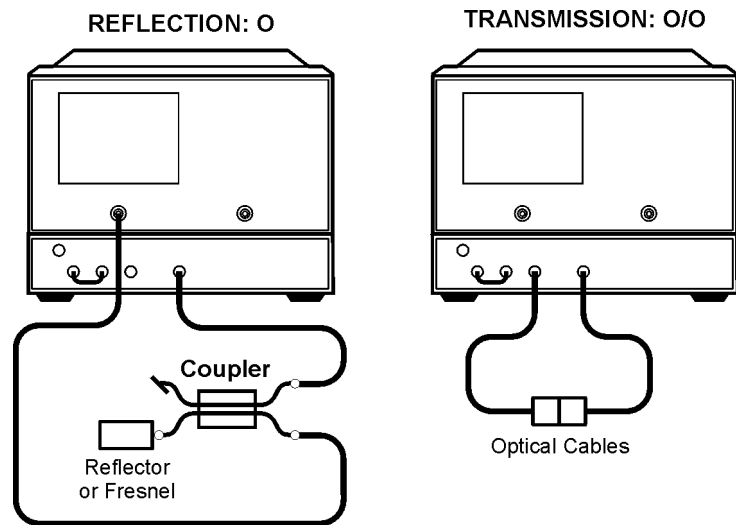 REFLECTION: O
TRANSMISSION: O/O
Coupler
Reflector
or Fresnel
Optical Cables